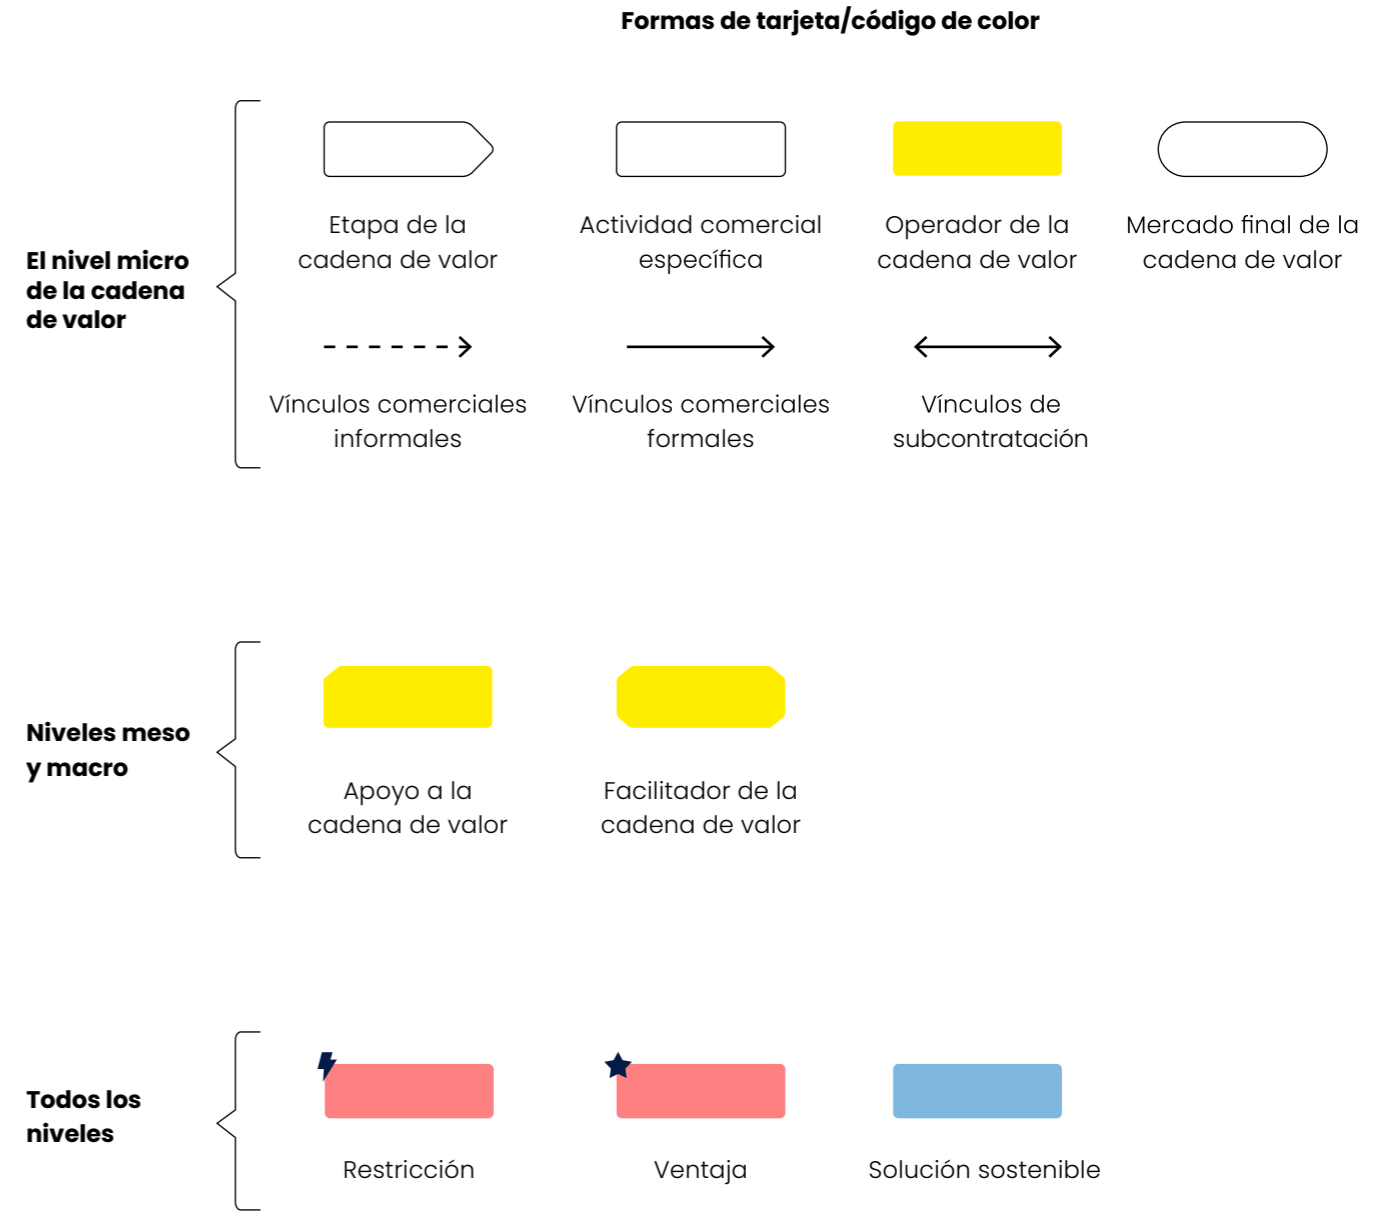 Formas de tarjeta/código de color
El nivel micro
de la cadena
de valor
Etapa de la
cadena de valor
Actividad comercial
específica
Operador de la
cadena de valor
Mercado final de la
cadena de valor
Vínculos comerciales
informales
Vínculos comerciales
formales
Vínculos de
subcontratación
Niveles meso
y macro
Apoyo a la
cadena de valor
Facilitador de la
cadena de valor
Todos los
niveles
Restricción
Ventaja
Solución sostenible